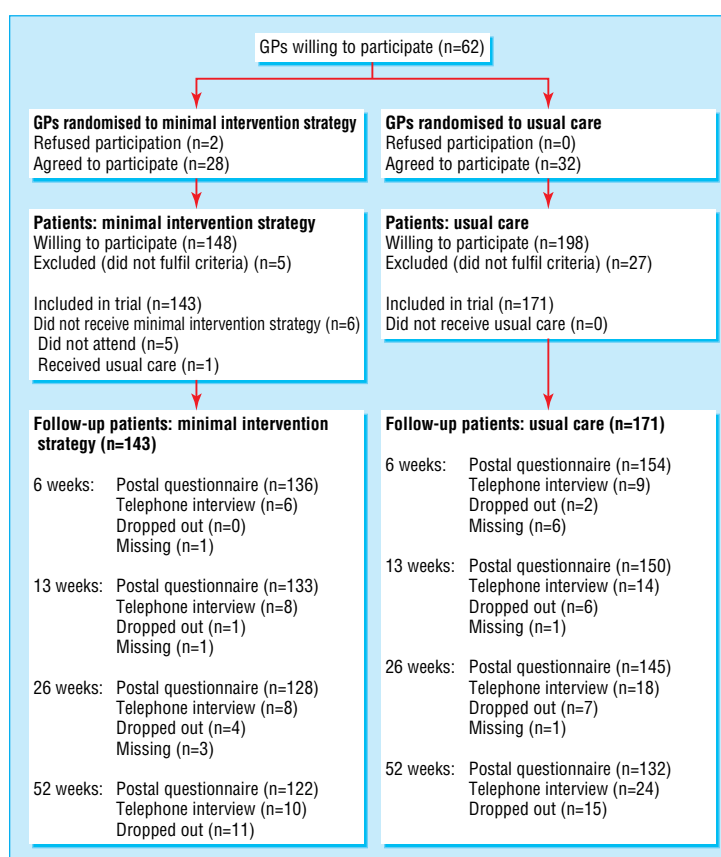 GPs willing to participate (n=62)
GPs randomised to minimal intervention strategy
Refused participation (n=2)
Agreed to participate (n=28)
GPs randomised to usual care
Refused participation (n=0)
Agreed to participate (n=32)
Patients: minimal intervention strategy
Willing to participate (n=148)
Excluded (did not fulfil criteria) (n=5)
Included in trial (n=143)
Did not receive minimal intervention strategy (n=6)
Did not attend (n=5)
Received usual care (n=1)
Patients: usual care
Willing to participate (n=198)
Excluded (did not fulfil criteria) (n=27)
Included in trial (n=171)
Did not receive usual care (n=0)
Follow-up patients: minimal intervention
strategy (n=143)
6 weeks: Postal questionnaire (n=136)
Telephone interview (n=6)
Dropped out (n=0)
Missing (n=1)
13 weeks: Postal questionnaire (n=133)
Telephone interview (n=8)
Dropped out (n=1)
Missing (n=1)
26 weeks: Postal questionnaire (n=128)
Telephone interview (n=8)
Dropped out (n=4)
Missing (n=3)
52 weeks: Postal questionnaire (n=122)
Telephone interview (n=10)
Dropped out (n=11)
Follow-up patients: usual care (n=171)
6 weeks: Postal questionnaire (n=154)
Telephone interview (n=9)
Dropped out (n=2)
Missing (n=6)
13 weeks: Postal questionnaire (n=150)
Telephone interview (n=14)
Dropped out (n=6)
Missing (n=1)
26 weeks: Postal questionnaire (n=145)
Telephone interview (n=18)
Dropped out (n=7)
Missing (n=1)
52 weeks: Postal questionnaire (n=132)
Telephone interview (n=24)
Dropped out (n=15)